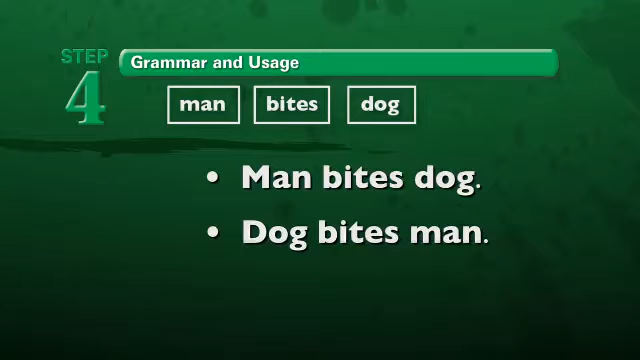 STEP
4
Grammar and Usage
man bites dog
• Man bites dog.
• Dog bites man.